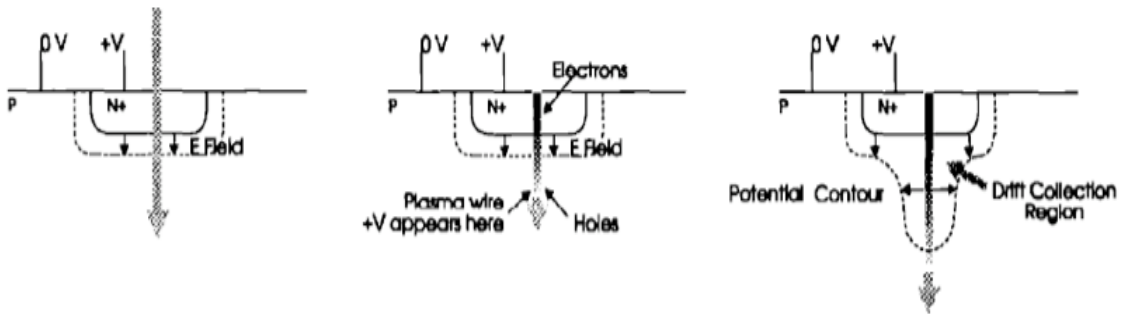 0 V +V
P N+
E Field
0 V +V
Electrons
P N+
E Field
Plasma wire
+V appears here
Holes
0 V +V
P N+
Potential Contour
Drift Collection
Region